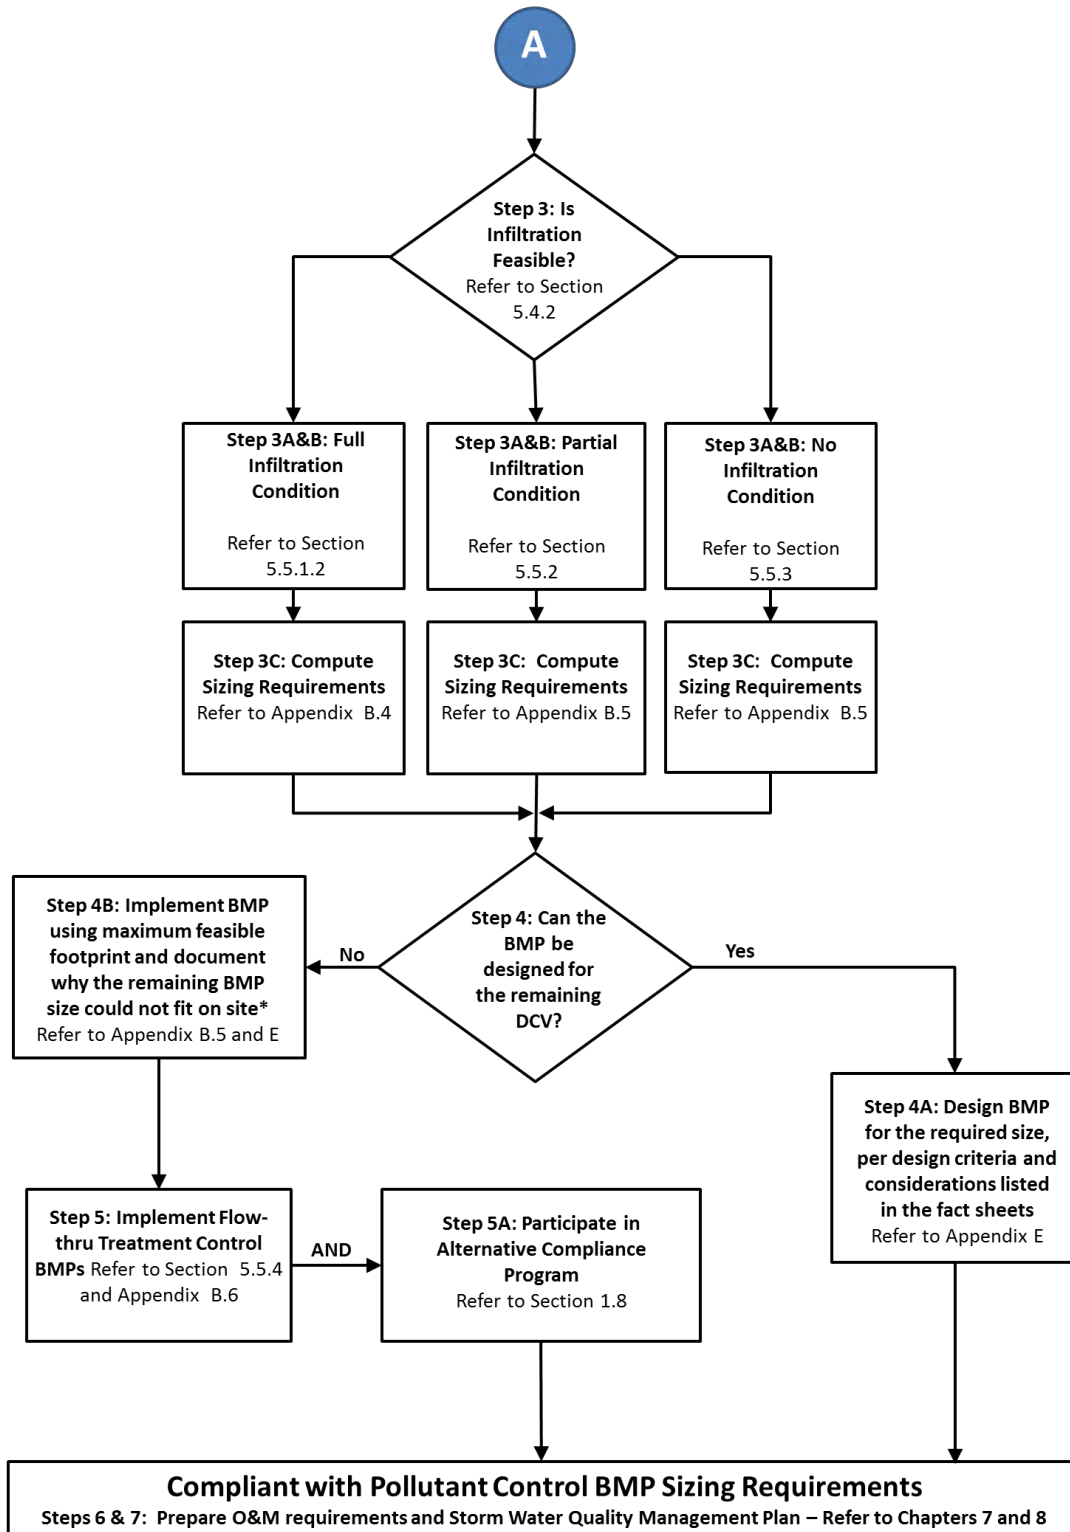 A
Step 3: Is
Infiltration
Feasible?
Refer to Section
5.4.2
Step 3A&B: Full
Infiltration
Condition
Refer to Section
5.5.1.2
Step 3A&B: Partial
Infiltration
Condition
Refer to Section
5.5.2
Step 3A&B: No
Infiltration
Condition
Refer to Section
5.5.3
Step 3C: Compute
Sizing Requirements
Refer to Appendix B.4
Step 3C: Compute
Sizing Requirements
Refer to Appendix B.5
Step 3C: Compute
Sizing Requirements
Refer to Appendix B.5
Step 4: Can the
BMP be
designed for
the remaining
DCV?
No
Yes
Step 4B: Implement BMP
using maximum feasible
footprint and document
why the remaining BMP
size could not fit on site*
Refer to Appendix B.5 and E
Step 4A: Design BMP
for the required size,
per design criteria and
considerations listed
in the fact sheets
Refer to Appendix E
Step 5: Implement Flow-
thru Treatment Control
BMPs Refer to Section 5.5.4
and Appendix B.6
AND
Step 5A: Participate in
Alternative Compliance
Program
Refer to Section 1.8
Compliant with Pollutant Control BMP Sizing Requirements
Steps 6 & 7: Prepare O&M requirements and Storm Water Quality Management Plan – Refer to Chapters 7 and 8